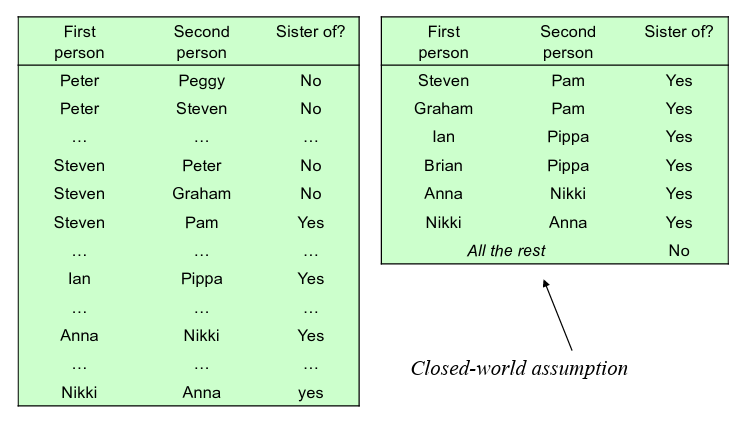 First Second Sister of?
person person
Peter Peggy No
Peter Steven No
… … …
Steven Peter No
Steven Graham No
Steven Pam Yes
… … …
Ian Pippa Yes
… … …
Anna Nikki Yes
… … …
Nikki Anna yes
First Second Sister of?
person person
Steven Pam Yes
Graham Pam Yes
Ian Pippa Yes
Brian Pippa Yes
Anna Nikki Yes
Nikki Anna Yes
All the rest No
Closed-world assumption